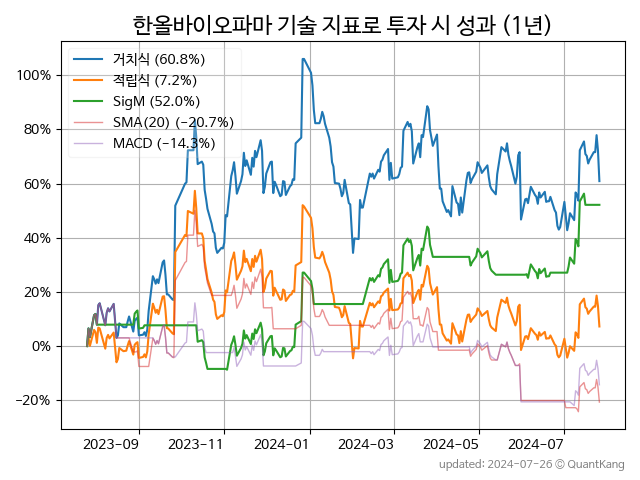 한올바이오파마 기술 지표로 투자 시 성과 (1년)
거치식 (60.8%)
적립식 (7.2%)
SigM (52.0%)
SMA(20) (−20.7%)
MACD (−14.3%)
100%
80%
60%
40%
20%
0%
−20%
2023−09
2023−11
2024−01
2024−03
2024−05
2024−07
updated: 2024-07-26 © QuantKang